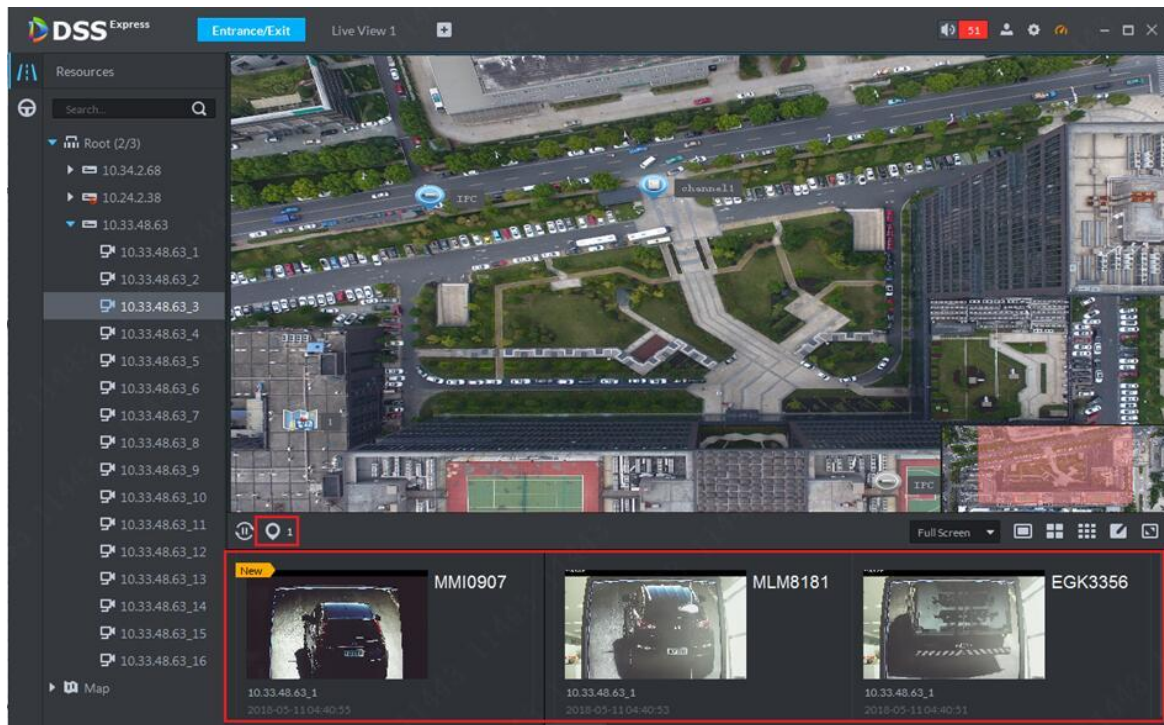 DSS Express
Entrance/Exit
Live View 1
51
Resources
Search...
Root (2/3)
10.34.2.68
10.24.2.38
10.33.48.63
10.33.48.63_1
10.33.48.63_2
10.33.48.63_3
10.33.48.63_4
10.33.48.63_5
10.33.48.63_6
10.33.48.63_7
10.33.48.63_8
10.33.48.63_9
10.33.48.63_10
10.33.48.63_11
10.33.48.63_12
10.33.48.63_13
10.33.48.63_14
10.33.48.63_15
10.33.48.63_16
Map
IPC
channel1
1
IPC
1
Full Screen
New
MMI0907
10.33.48.63_1
2018-05-11 04:40:55
MLM8181
10.33.48.63_1
2018-05-11 04:40:53
EGK3356
10.33.48.63_1
2018-05-11 04:40:51